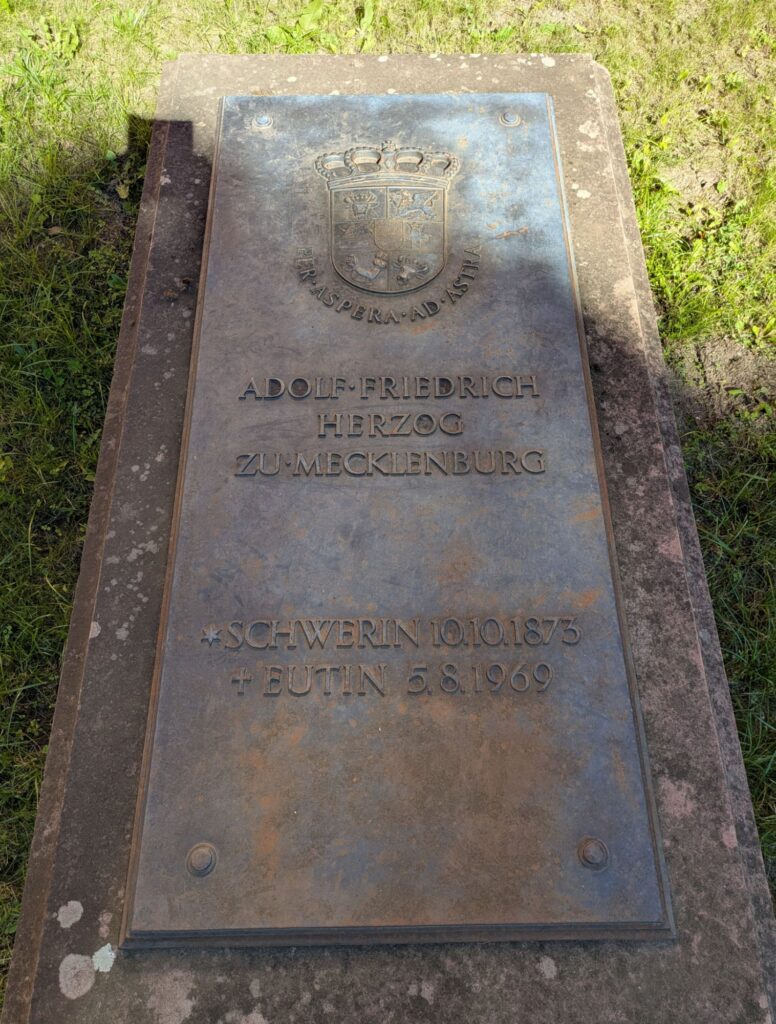 PER·ASPERA·AD·ASTRA
ADOLF·FRIEDRICH
HERZOG
ZU·MECKLENBURG
*SCHWERIN 10.10.1873
✝ EUTIN 5.8.1969